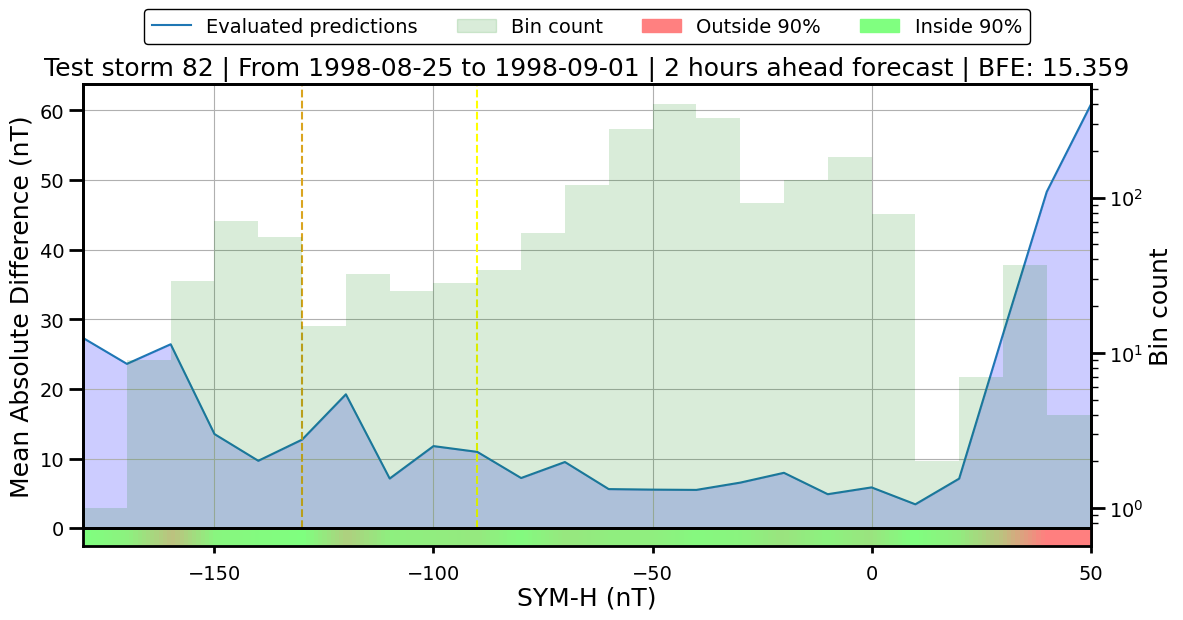 Evaluated predictions Bin count Outside 90% Inside 90%
Test storm 82 | From 1998-08-25 to 1998-09-01 | 2 hours ahead forecast | BFE: 15.359
Mean Absolute Difference (nT)
60
50
40
30
20
10
0
10²
10¹
10⁰
Bin count
−150 −100 −50 0 50
SYM-H (nT)